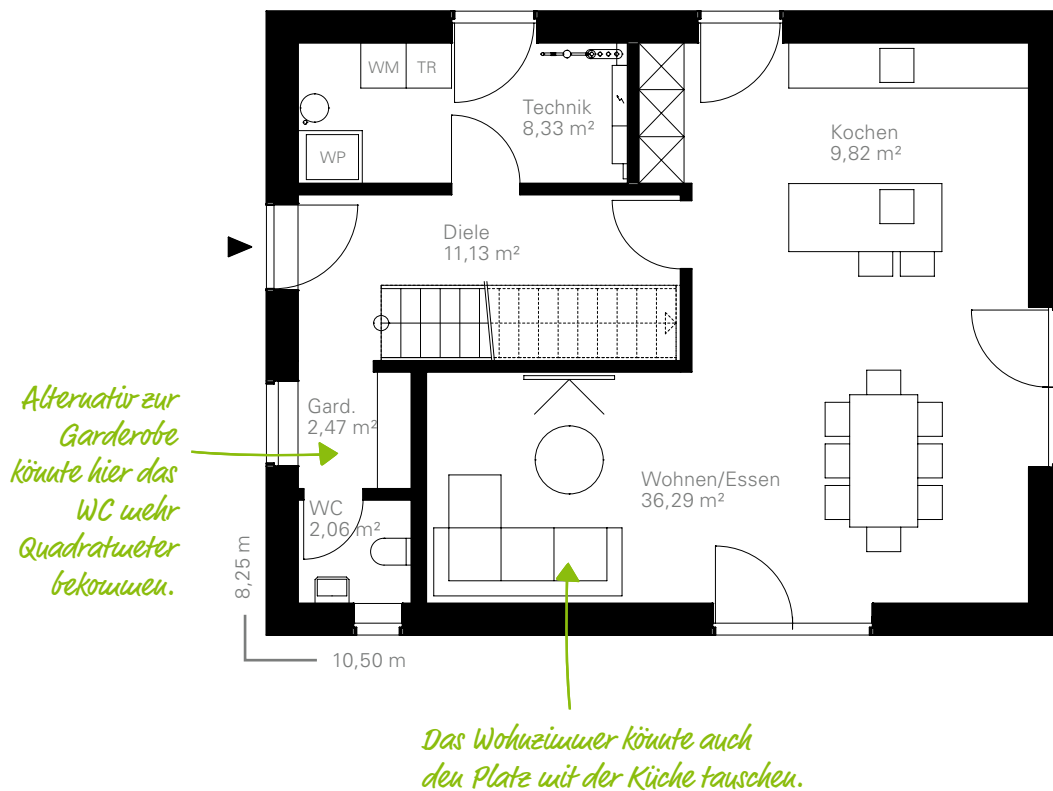 WM
TR
Technik
8,33 m²
WP
Kochen
9,82 m²
Diele
11,13 m²
Alternativ zur
Garderobe
könnte hier das
WC mehr
Quadratmeter
bekommen.
Gard.
2,47 m²
WC
2,06 m²
Wohnen/Essen
36,29 m²
8,25 m
10,50 m
Das Wohnzimmer könnte auch
den Platz mit der Küche tauschen.